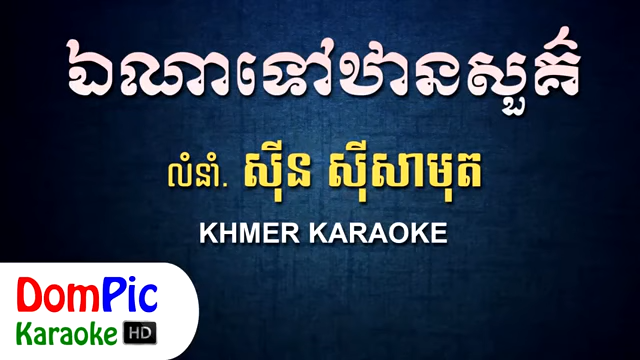 ឯណាទៅឋានសួគ៌
លំនាំ. ស៊ីន ស៊ីសាមុត
KHMER KARAOKE
DomPic
Karaoke HD